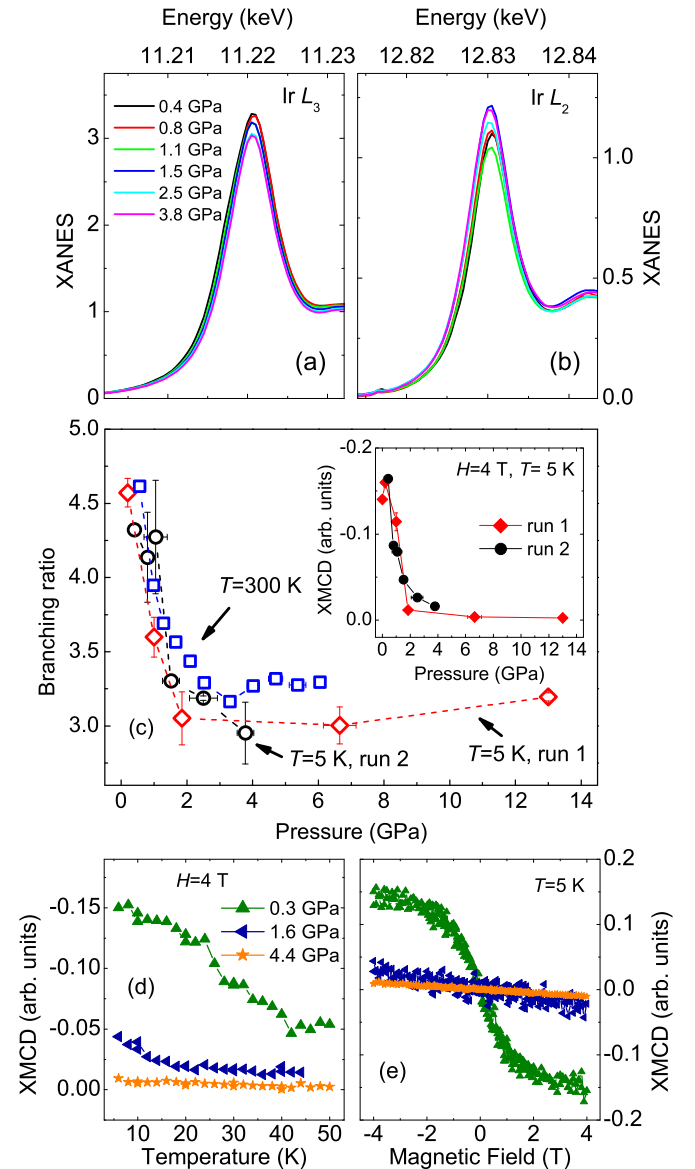 Energy (keV)
Energy (keV)
11.21
11.22
11.23
12.82
12.83
12.84
Ir L3
Ir L2
0.4 GPa
0.8 GPa
1.1 GPa
1.5 GPa
2.5 GPa
3.8 GPa
XANES
3
2
1
0
(a)
(b)
1.0
0.5
0.0
XANES
Branching ratio
5.0
4.5
4.0
3.5
3.0
(c)
T=300 K
T=5 K, run 2
T=5 K, run 1
0
2
4
6
8
10
12
14
Pressure (GPa)
XMCD (arb. units)
-0.2
-0.1
0.0
H=4 T, T= 5 K
run 1
run 2
0 2 4 6 8 10 12 14
Pressure (GPa)
XMCD (arb. units)
-0.15
-0.10
-0.05
0.00
H=4 T
0.3 GPa
1.6 GPa
4.4 GPa
(d)
10
20
30
40
50
Temperature (K)
T=5 K
(e)
0.2
0.1
0.0
-0.1
-0.2
XMCD (arb. units)
-4
-2
0
2
4
Magnetic Field (T)